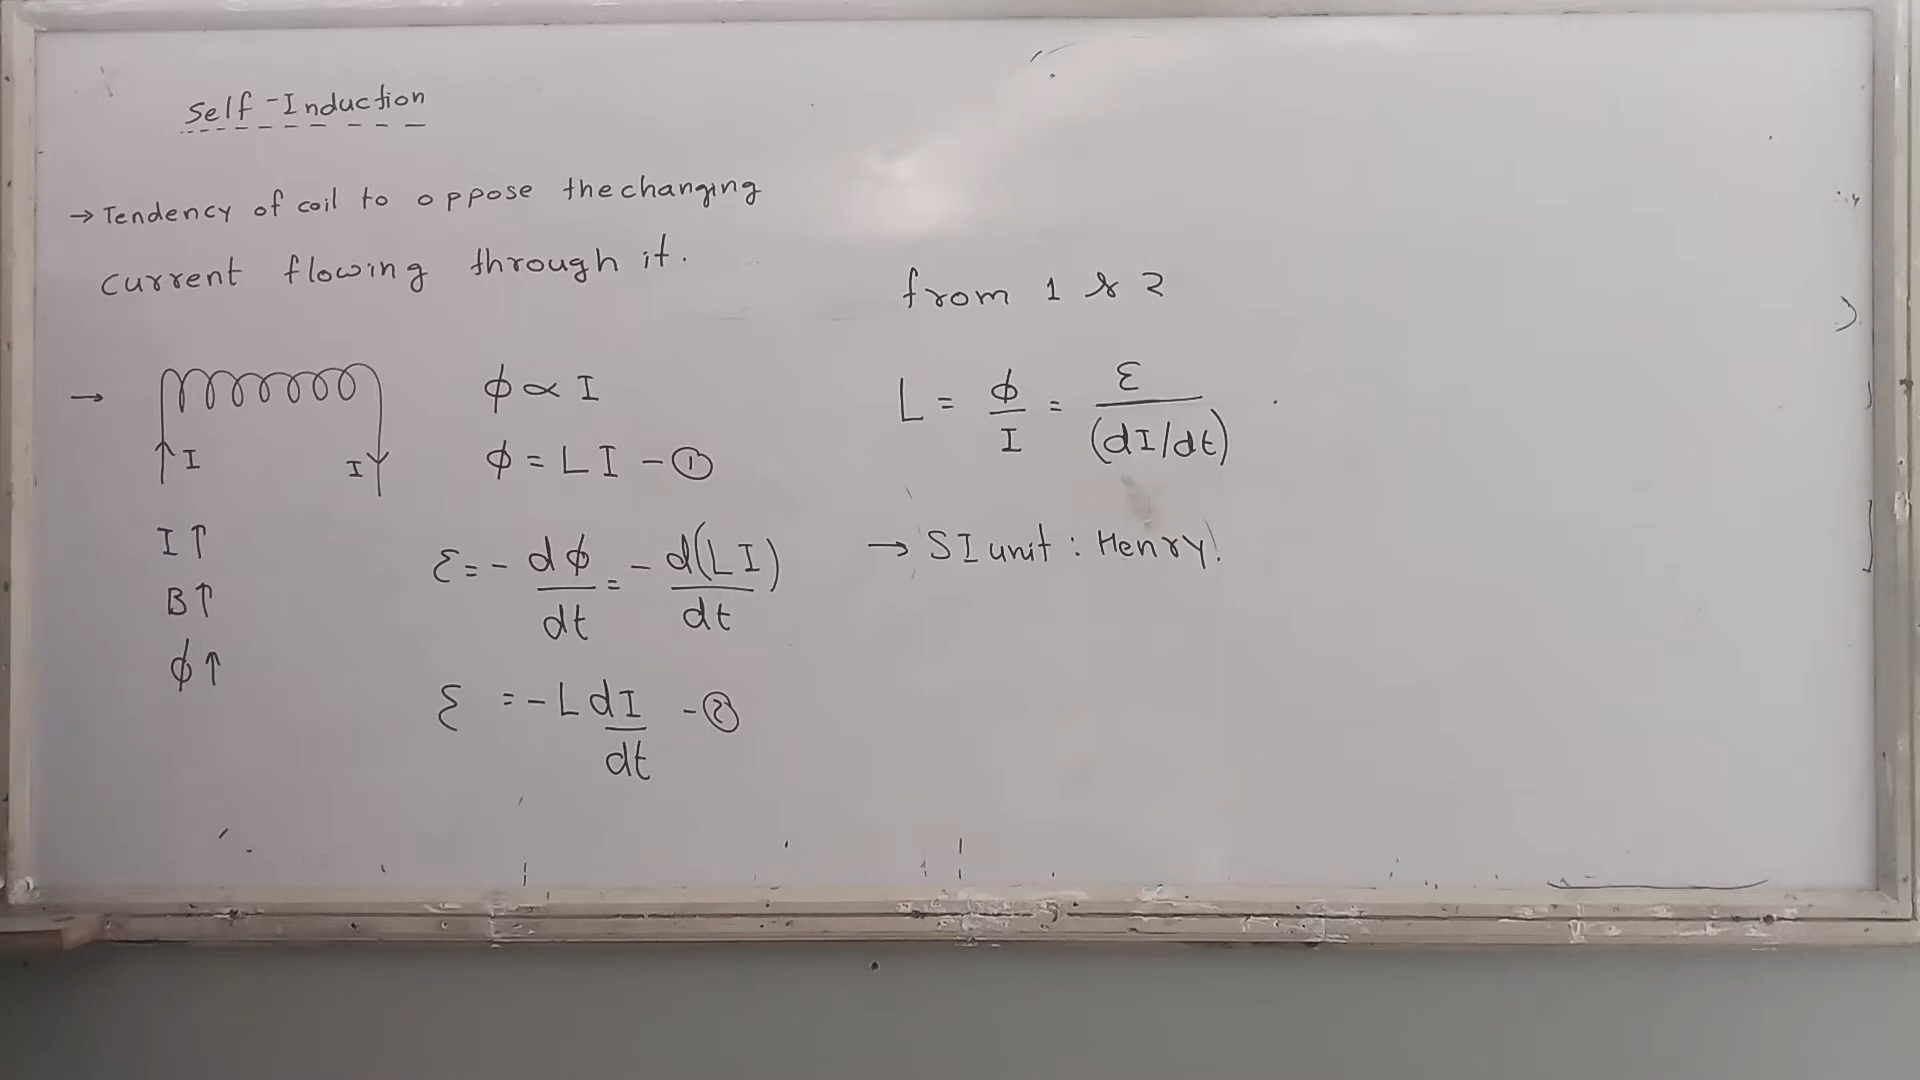 Self-Induction
→ Tendency of coil to oppose the changing
current flowing through it.
→
I
I
I↑
B↑
ϕ↑
ϕ ∝ I
ϕ = LI - ①
ε = - dϕ/dt = - d(LI)/dt
ε = - L dI/dt - ②
from 1 & 2
L = ϕ/I = ε/(dI/dt)
→ SI unit : Henry.